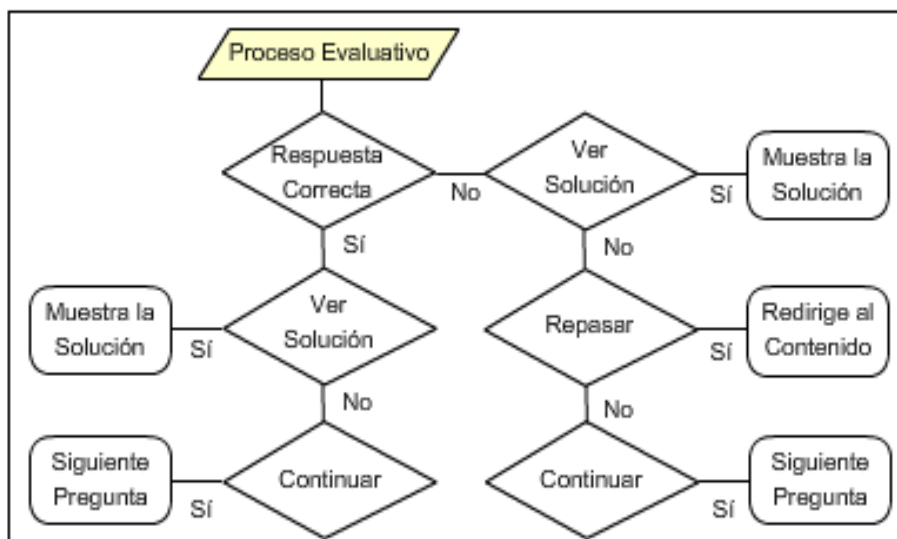 Proceso Evaluativo
Respuesta
Correcta
No
Ver
Solución
Sí
Muestra la
Solución
Sí
No
Muestra la
Solución
Sí
Ver
Solución
Repasar
Sí
Redirige al
Contenido
No
No
Siguiente
Pregunta
Sí
Continuar
Continuar
Sí
Siguiente
Pregunta